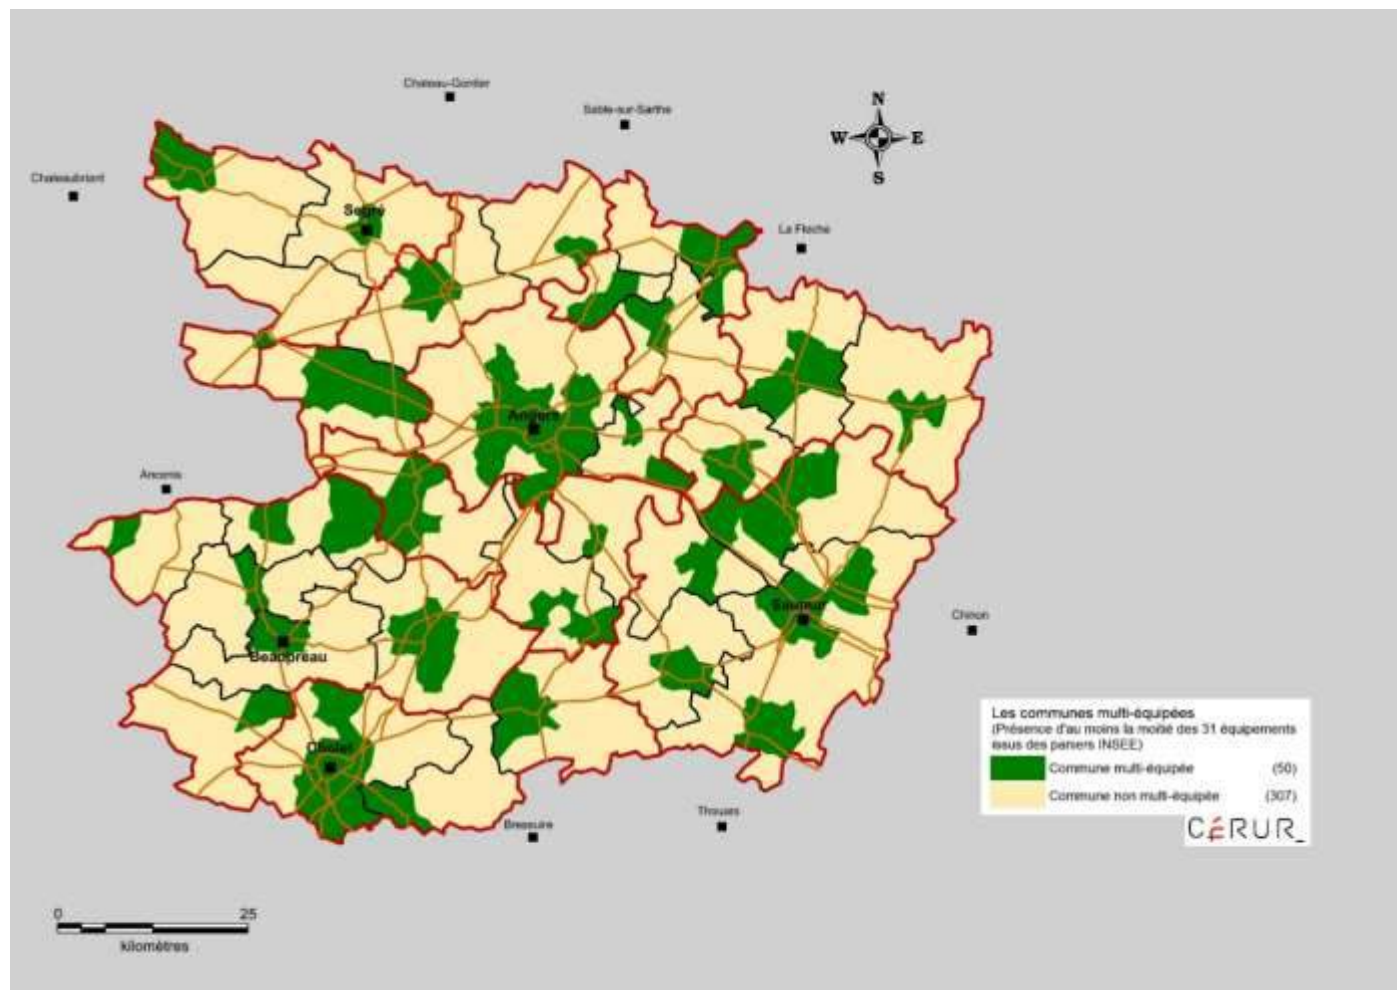 Chateau-Gontier
Sable-sur-Sarthe
N
W E
S
Chateaubriant
Segré
La Fleche
Angers
Ancenis
Chinon
Saumur
Beaupreau
Les communes multi-équipées
(Présence d'au moins la moitié des 31 équipements
issus des paniers INSEE)
Commune multi-équipée (50)
Commune non multi-équipée (307)
CÉRUR_
Cholet
Thouars
Bressuire
0 25
kilomètres